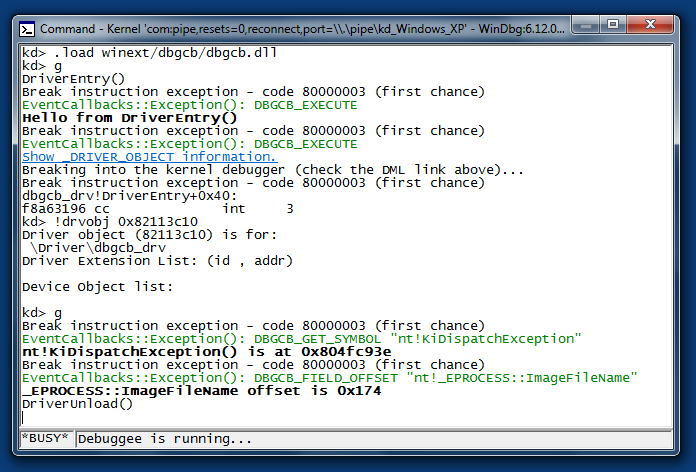 Command - Kernel 'com:pipe,resets=0,reconnect,port=\\.\pipe\kd_Windows_XP' - WinDbg:6.12.0...
kd> .load winext/dbgcb/dbgcb.dll
kd> g
DriverEntry()
Break instruction exception - code 80000003 (first chance)
EventCallbacks::Exception(): DBGCB_EXECUTE
Hello from DriverEntry()
Break instruction exception - code 80000003 (first chance)
EventCallbacks::Exception(): DBGCB_EXECUTE
Show _DRIVER_OBJECT information.
Breaking into the kernel debugger (check the DML link above)...
Break instruction exception - code 80000003 (first chance)
dbgcb_drv!DriverEntry+0x40:
f8a63196 cc              int     3
kd> !drvobj 0x82113c10
Driver object (82113c10) is for:
 \Driver\dbgcb_drv
Driver Extension List: (id , addr)
Device Object list:
kd> g
Break instruction exception - code 80000003 (first chance)
EventCallbacks::Exception(): DBGCB_GET_SYMBOL "nt!KiDispatchException"
nt!KiDispatchException() is at 0x804fc93e
Break instruction exception - code 80000003 (first chance)
EventCallbacks::Exception(): DBGCB_FIELD_OFFSET "nt!_EPROCESS::ImageFileName"
_EPROCESS::ImageFileName offset is 0x174
DriverUnload()
*BUSY* Debuggee is running...